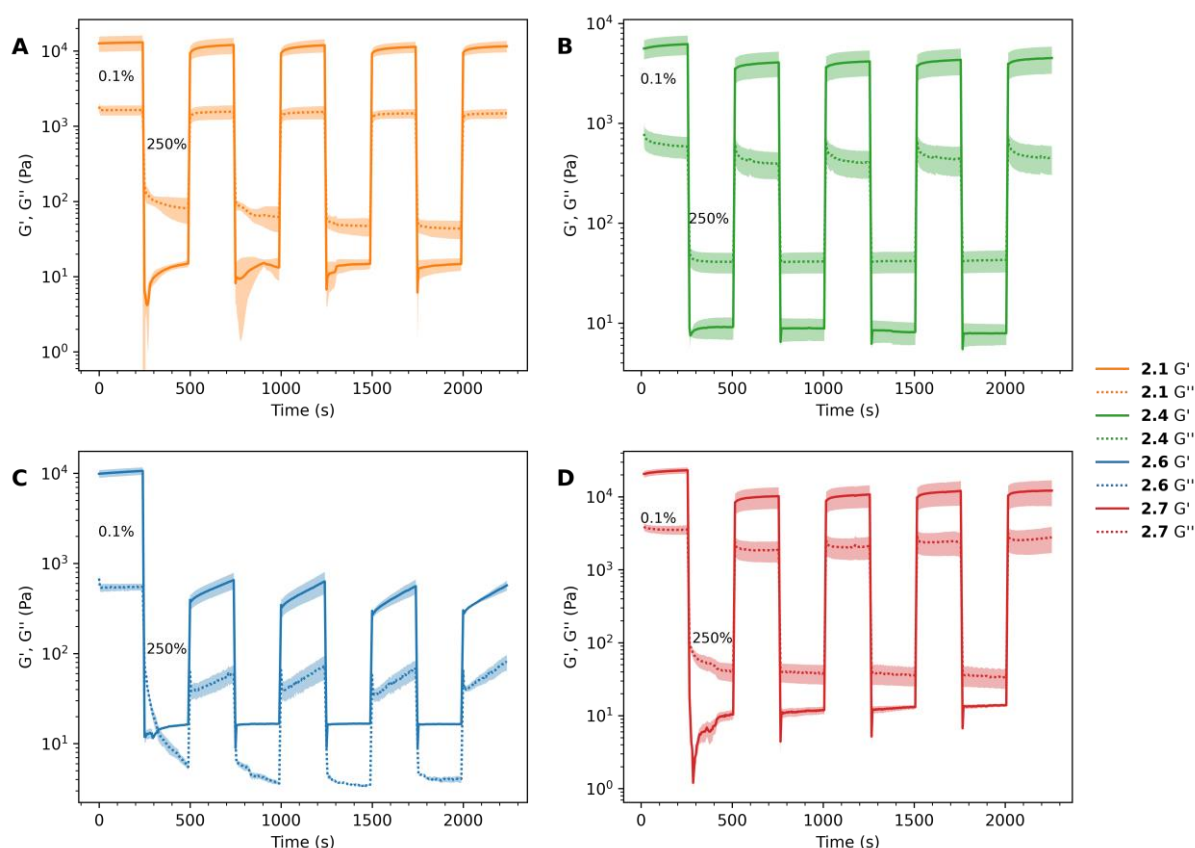 A
G', G'' (Pa)
10⁴
10³
10²
10¹
10⁰
0.1%
250%
0 500 1000 1500 2000
Time (s)
B
G', G'' (Pa)
10⁴
10³
10²
10¹
0.1%
250%
0 500 1000 1500 2000
Time (s)
2.1 G'
2.1 G''
2.4 G'
2.4 G''
2.6 G'
2.6 G''
2.7 G'
2.7 G''
C
G', G'' (Pa)
10⁴
10³
10²
10¹
0.1%
250%
0 500 1000 1500 2000
Time (s)
D
G', G'' (Pa)
10⁴
10³
10²
10¹
10⁰
0.1%
250%
0 500 1000 1500 2000
Time (s)